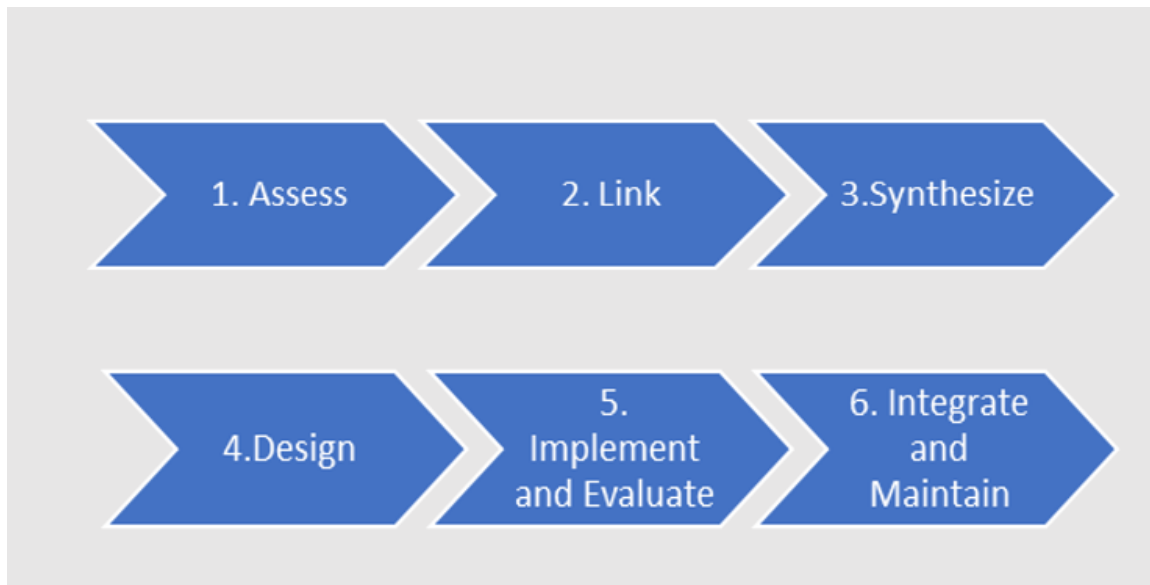 1. Assess
2. Link
3.Synthesize
4.Design
5.
Implement
and Evaluate
6. Integrate
and
Maintain